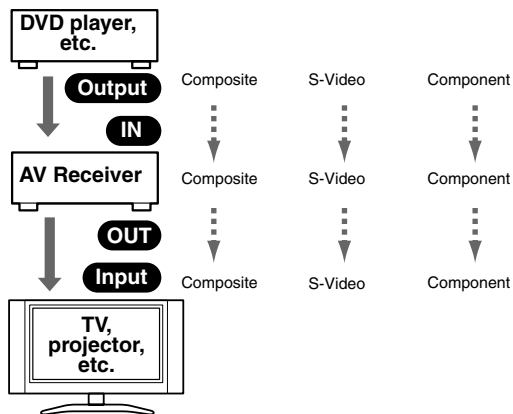 DVD player,
etc.
Output
Composite S-Video Component
IN
AV Receiver
Composite S-Video Component
OUT
Input
Composite S-Video Component
TV,
projector,
etc.